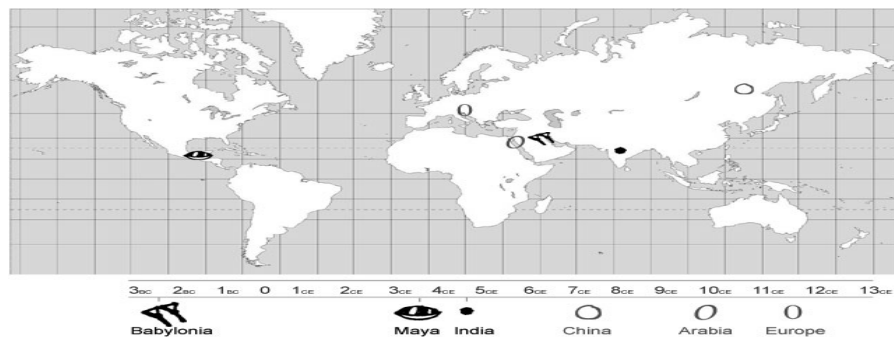 3BC 2BC 1BC 0 1CE 2CE 3CE 4CE 5CE 6CE 7CE 8CE 9CE 10CE 11CE 12CE 13CE
Babylonia Maya India China Arabia Europe